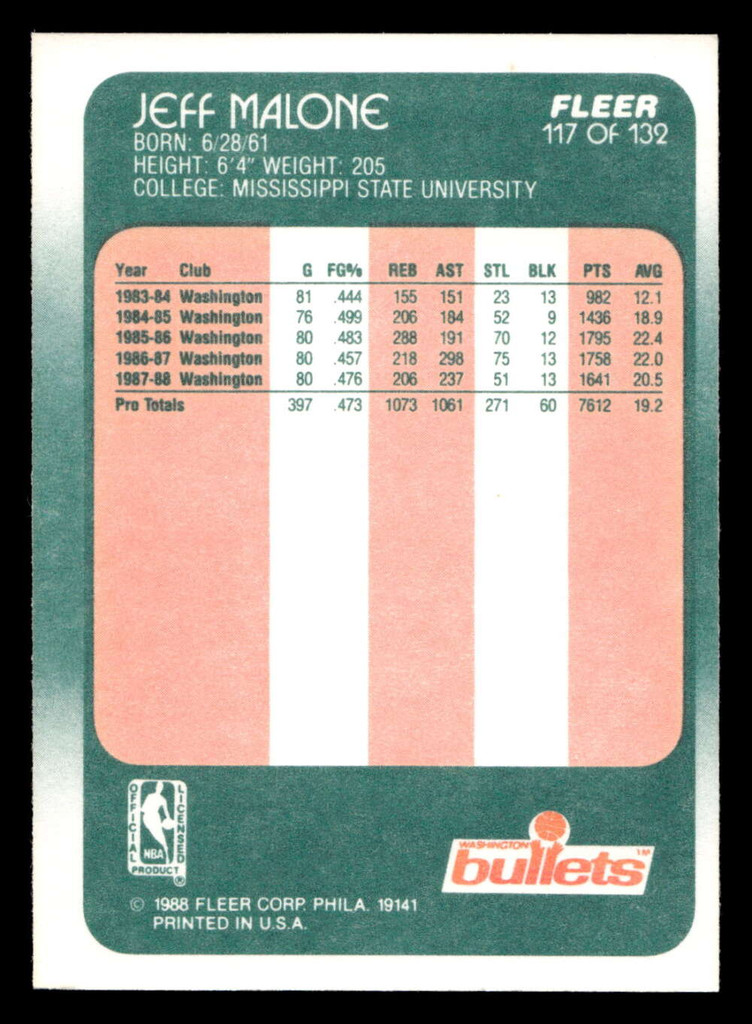 JEFF MALONE
FLEER
117 OF 132
BORN: 6/28/61
HEIGHT: 6'4" WEIGHT: 205
COLLEGE: MISSISSIPPI STATE UNIVERSITY
Year Club G FG% REB AST STL BLK PTS AVG
1983-84 Washington 81 .444 155 151 23 13 982 12.1
1984-85 Washington 76 .499 206 184 52 9 1436 18.9
1985-86 Washington 80 .483 288 191 70 12 1795 22.4
1986-87 Washington 80 .457 218 298 75 13 1758 22.0
1987-88 Washington 80 .476 206 237 51 13 1641 20.5
Pro Totals 397 .473 1073 1061 271 60 7612 19.2
OFFICIAL LICENSED
NBA
PRODUCT ®
WASHINGTON
bullets ™
© 1988 FLEER CORP. PHILA. 19141
PRINTED IN U.S.A.